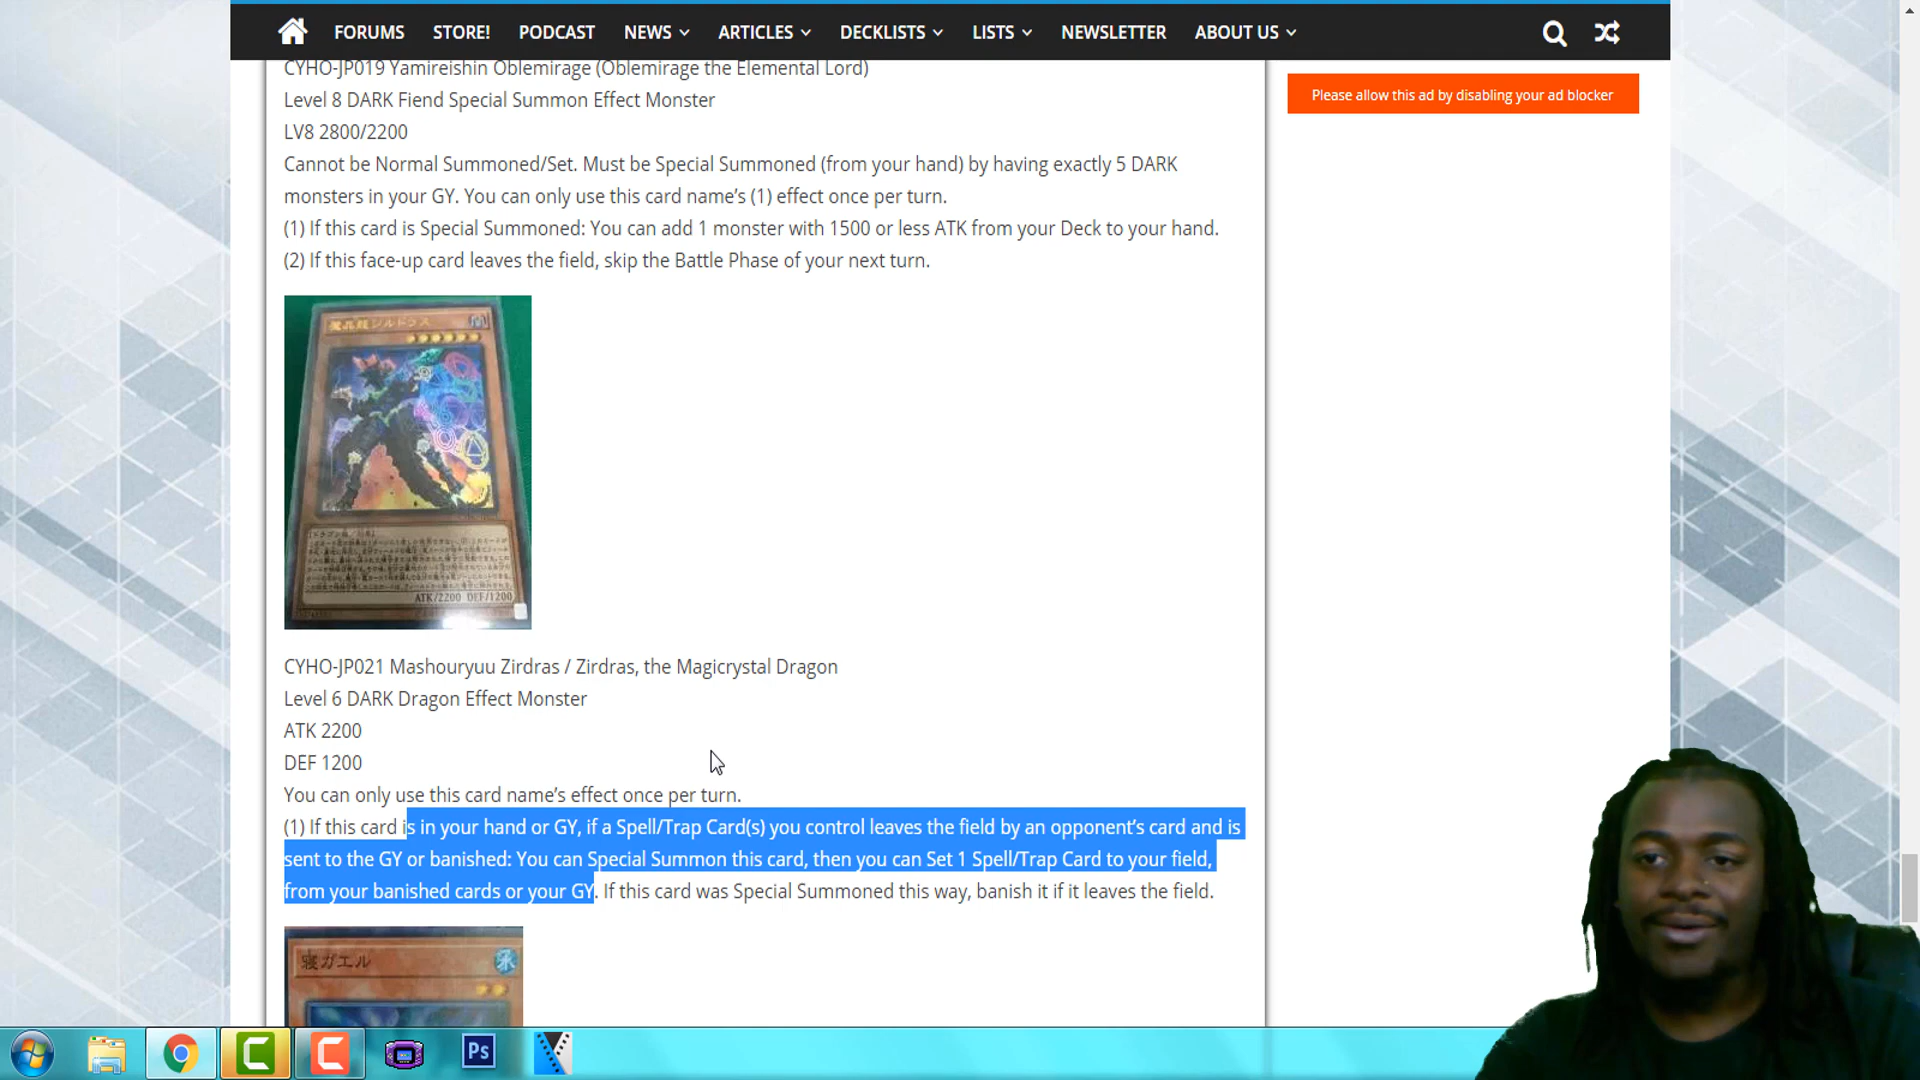 FORUMS STORE! PODCAST NEWS ARTICLES DECKLISTS LISTS NEWSLETTER ABOUT US
CYHO-JP019 Yamireishin Oblemirage (Oblemirage the Elemental Lord)
Please allow this ad by disabling your ad blocker
Level 8 DARK Fiend Special Summon Effect Monster
LV8 2800/2200
Cannot be Normal Summoned/Set. Must be Special Summoned (from your hand) by having exactly 5 DARK
monsters in your GY. You can only use this card name’s (1) effect once per turn.
(1) If this card is Special Summoned: You can add 1 monster with 1500 or less ATK from your Deck to your hand.
(2) If this face-up card leaves the field, skip the Battle Phase of your next turn.
ATK/2200 DEF/1200
CYHO-JP021 Mashouryuu Zirdras / Zirdras, the Magicrystal Dragon
Level 6 DARK Dragon Effect Monster
ATK 2200
DEF 1200
You can only use this card name’s effect once per turn.
(1) If this card is in your hand or GY, if a Spell/Trap Card(s) you control leaves the field by an opponent’s card and is
sent to the GY or banished: You can Special Summon this card, then you can Set 1 Spell/Trap Card to your field,
from your banished cards or your GY. If this card was Special Summoned this way, banish it if it leaves the field.
寝ガエル
水
Ps